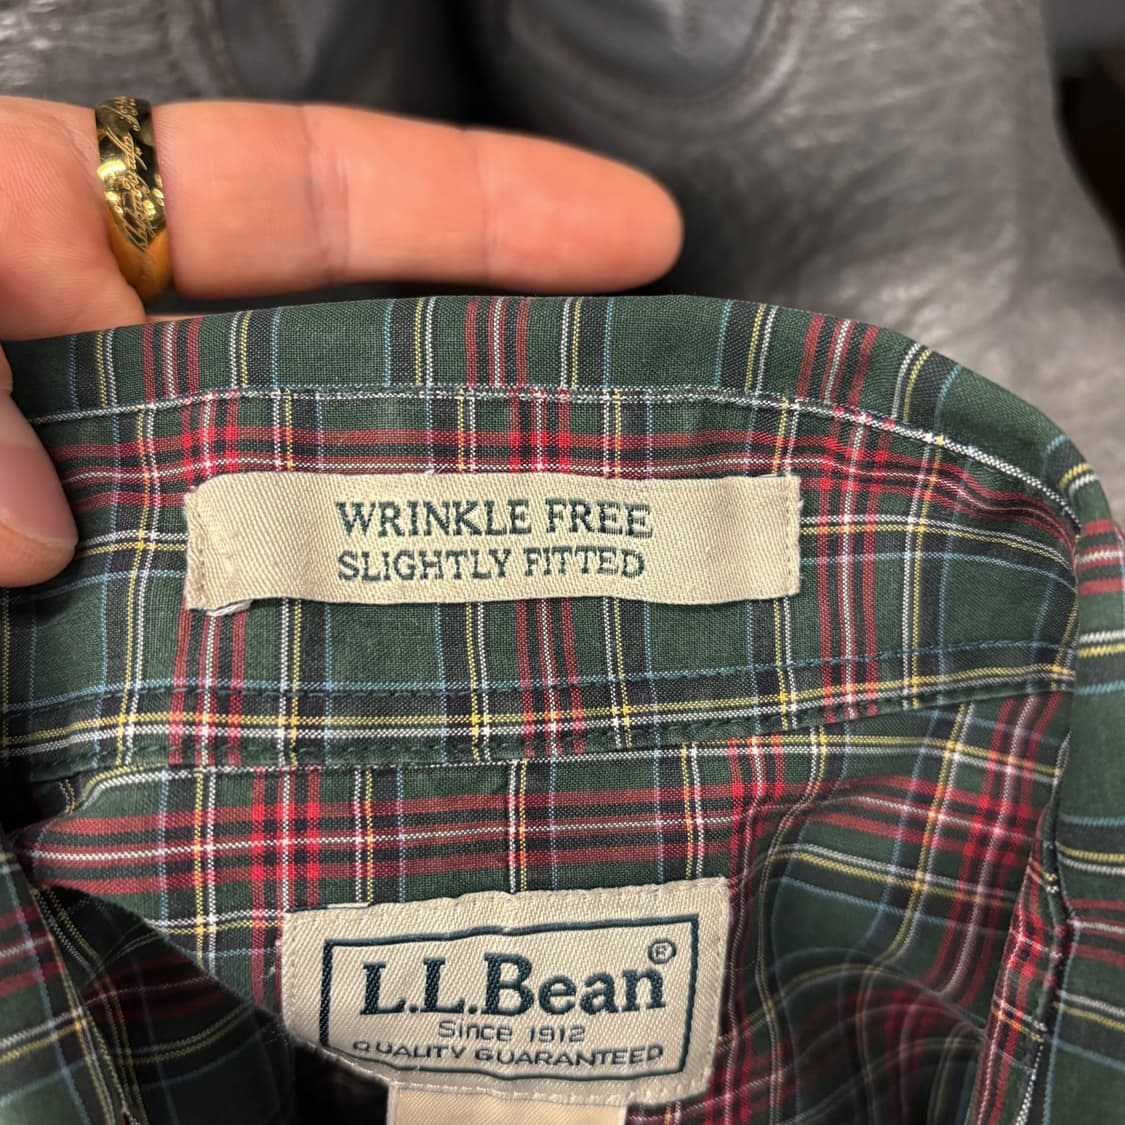 WRINKLE FREE
SLIGHTLY FITTED
L.L.Bean®
Since 1912
QUALITY GUARANTEED